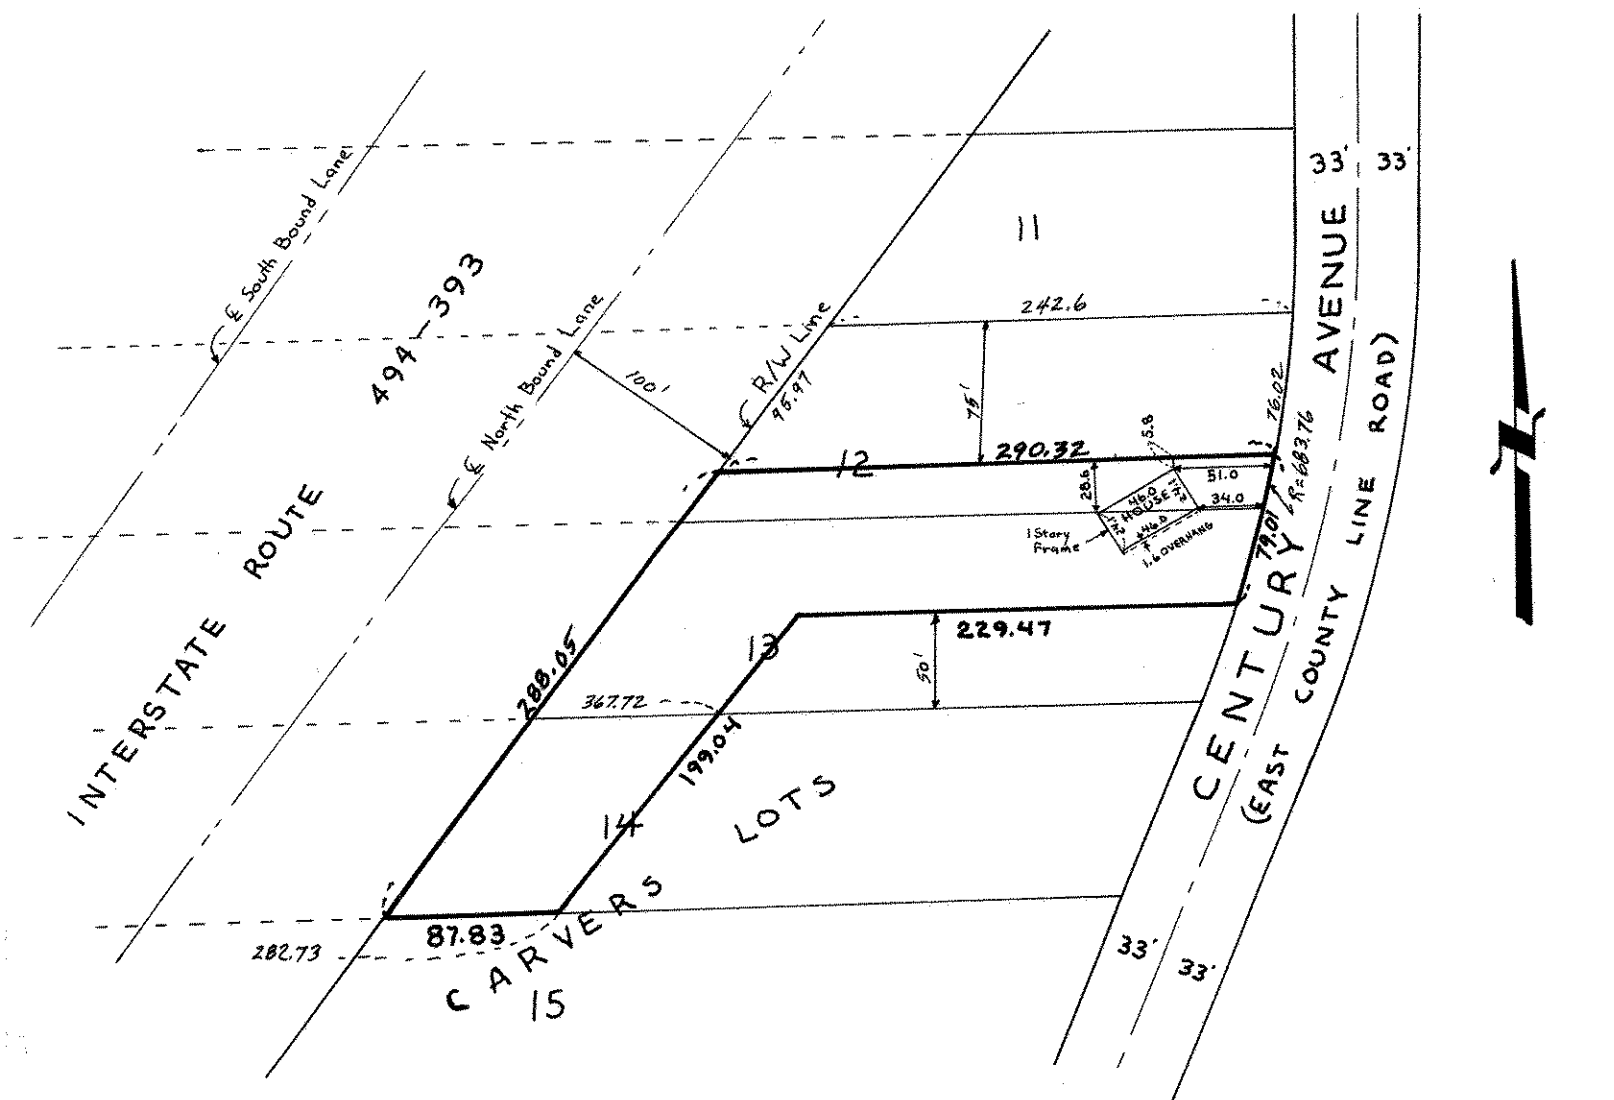 33' 33'
11
℄ South Bound Lane
494–393
242.6
℄ North Bound Lane
R/W Line
95.97
100'
75'
76.02
R=683.76
AVENUE
ROAD)
12
290.32
5.8
51.0
28.6
46.0
HOUSE
34.0
46.0
1 Story
Frame
1.6 OVERHANG
79.01
LINE
INTERSTATE ROUTE
288.05
13
229.47
50'
367.72
199.04
14
CENTURY
(EAST COUNTY
CARVERS LOTS
87.83
282.73
15
33'
33'
N